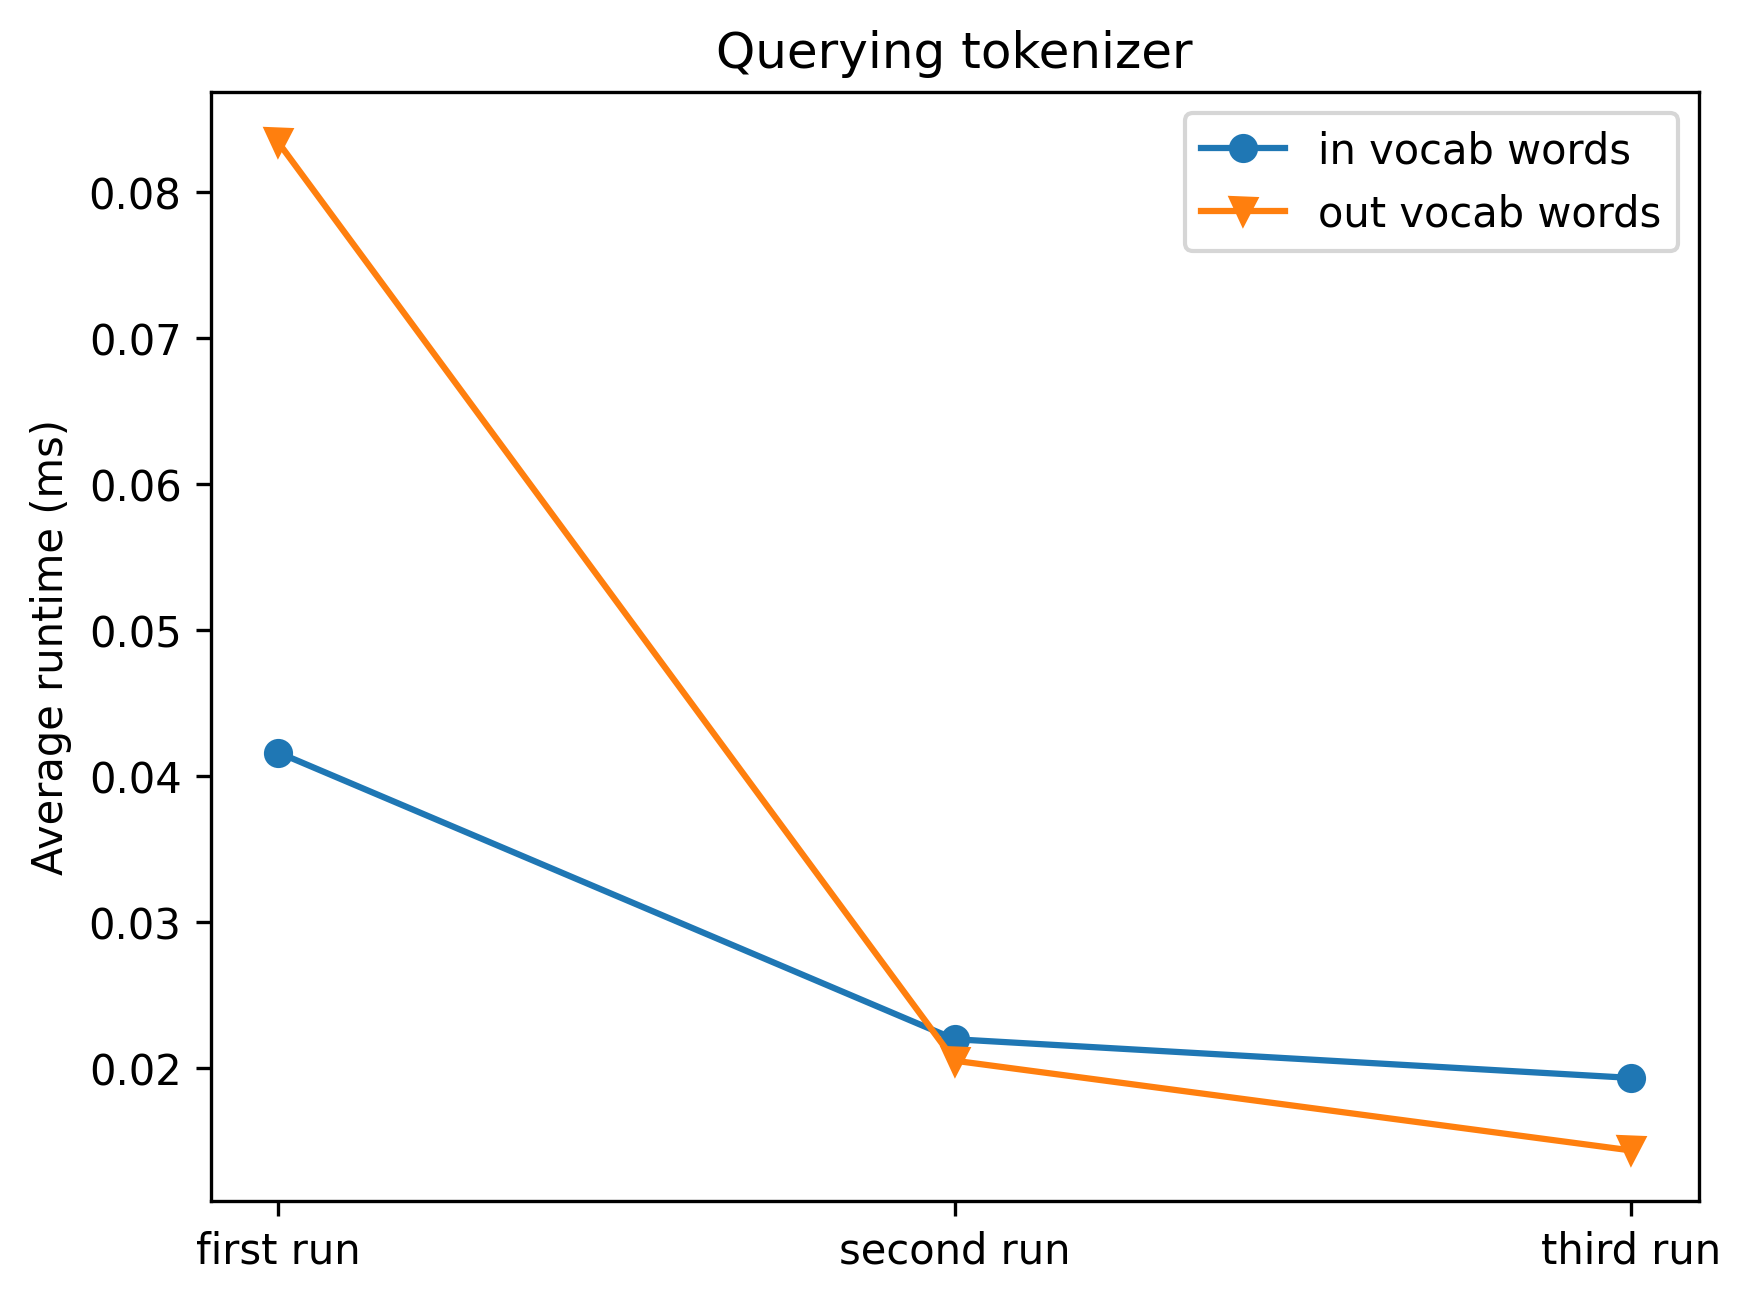 Querying tokenizer
in vocab words
out vocab words
Average runtime (ms)
0.08
0.07
0.06
0.05
0.04
0.03
0.02
first run
second run
third run